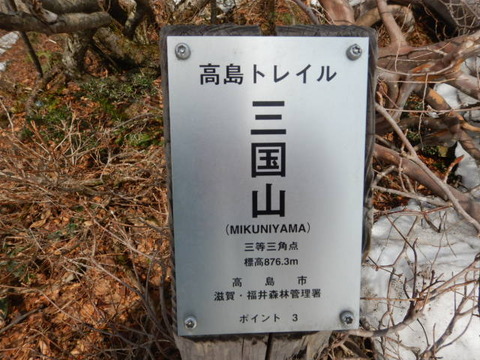 高島トレイル
三国山
(MIKUNIYAMA)
三等三角点
標高876.3m
高島市
滋賀・福井森林管理署
ポイント 3